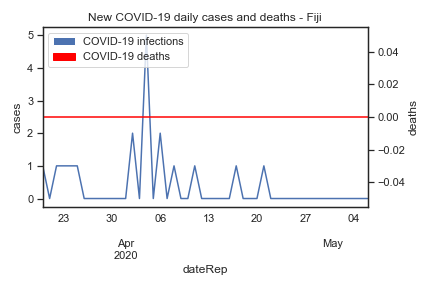 New COVID-19 daily cases and deaths - Fiji
COVID-19 infections
COVID-19 deaths
5
4
3
2
1
0
cases
0.04
0.02
0.00
−0.02
−0.04
deaths
23 30 06 13 20 27 04
Apr May
2020
dateRep